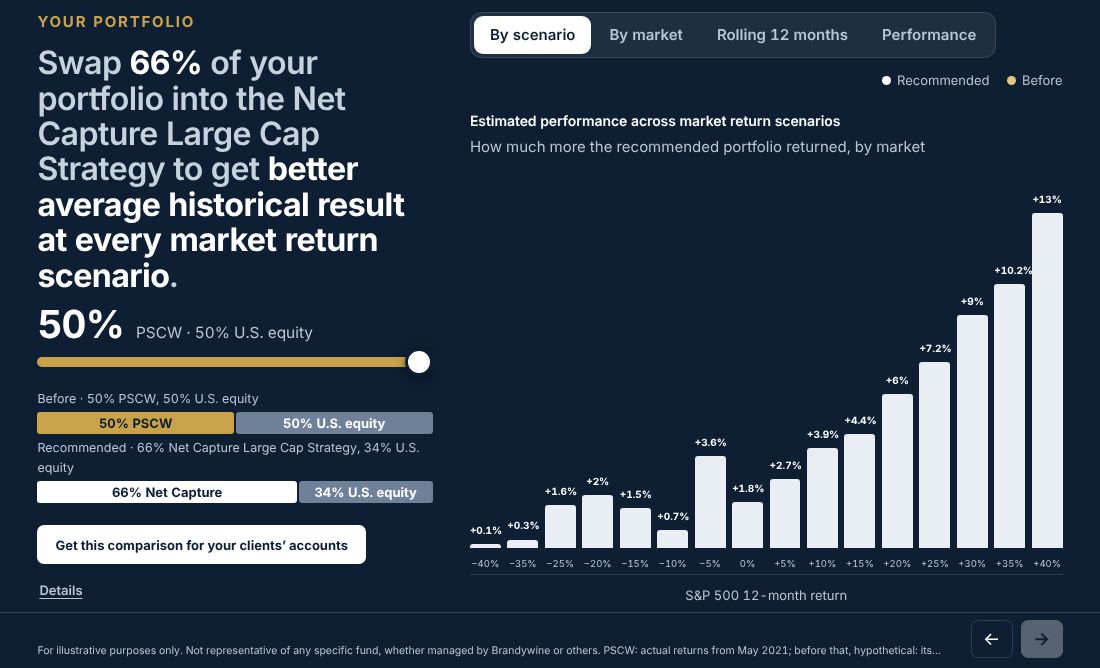 YOUR PORTFOLIO
Swap 66% of your
portfolio into the Net
Capture Large Cap
Strategy to get better
average historical result
at every market return
scenario.
50% PSCW · 50% U.S. equity
Before · 50% PSCW, 50% U.S. equity
50% PSCW 50% U.S. equity
Recommended · 66% Net Capture Large Cap Strategy, 34% U.S.
equity
66% Net Capture 34% U.S. equity
Get this comparison for your clients’ accounts
Details
By scenario By market Rolling 12 months Performance
Recommended Before
Estimated performance across market return scenarios
How much more the recommended portfolio returned, by market
+0.1% +0.3% +1.6% +2% +1.5% +0.7% +3.6% +1.8% +2.7% +3.9% +4.4% +6% +7.2% +9% +10.2% +13%
−40% −35% −25% −20% −15% −10% −5% 0% +5% +10% +15% +20% +25% +30% +35% +40%
S&P 500 12-month return
For illustrative purposes only. Not representative of any specific fund, whether managed by Brandywine or others. PSCW: actual returns from May 2021; before that, hypothetical: its…